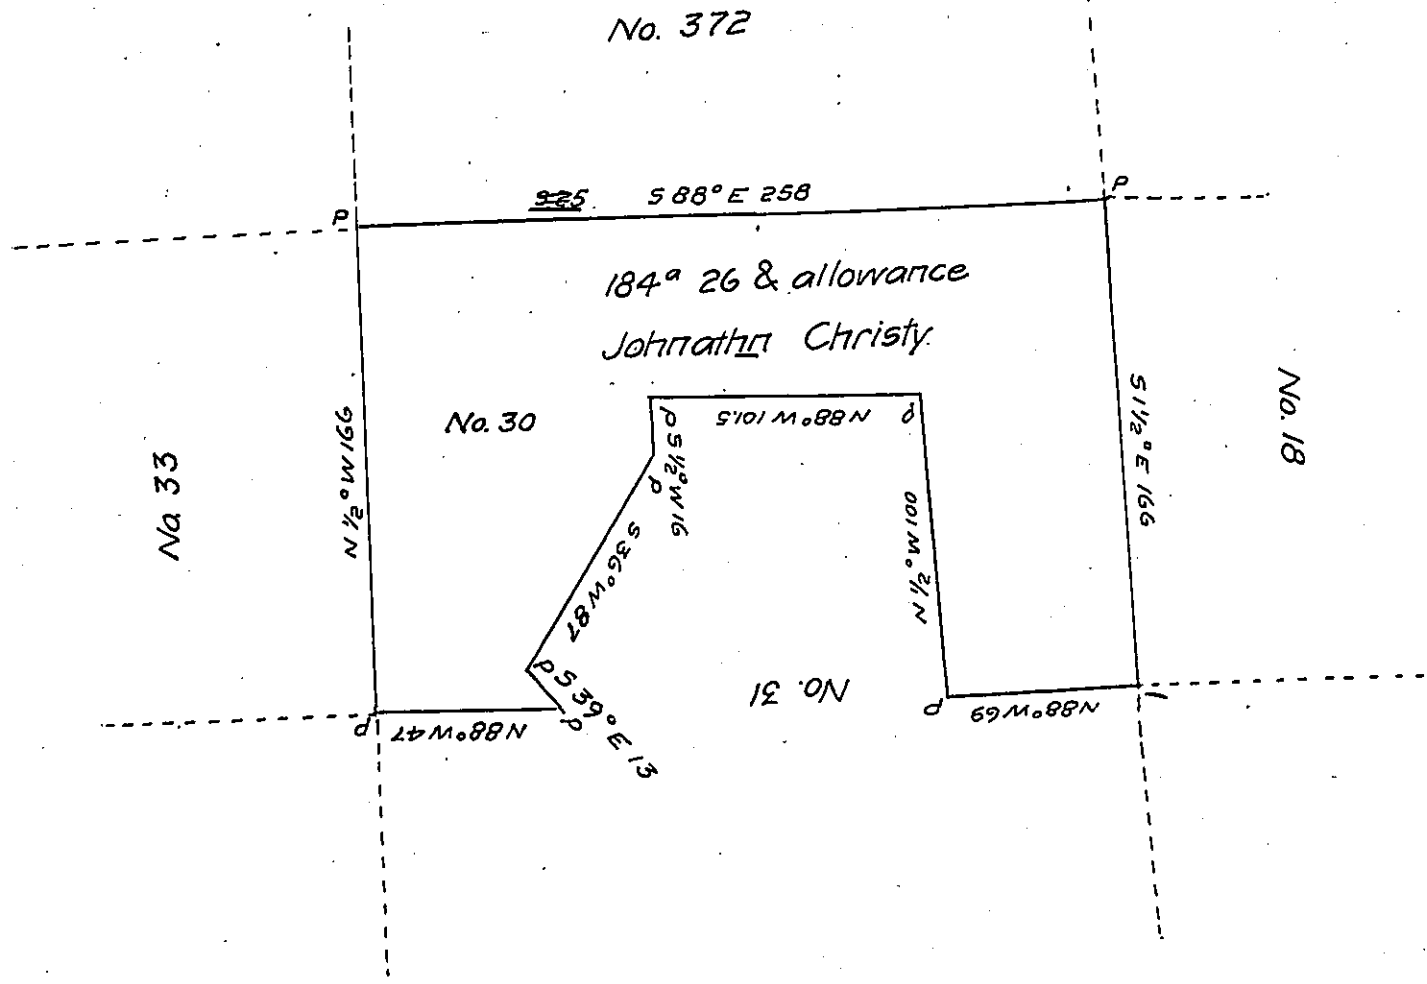 No. 372
S 88° E 258
P
P
184ᵃ 26 & allowance
Johnathn Christy.
No. 30
N 88° W 101.5
P
P
S ½° W 16
P
S 36° W 87
P
S 39° E 13
P
N 88° W 47
P
N ½° W 166
No. 33
N ½° W 100
No. 31
P
N 88° W 69
S 1½° E 166
No. 18